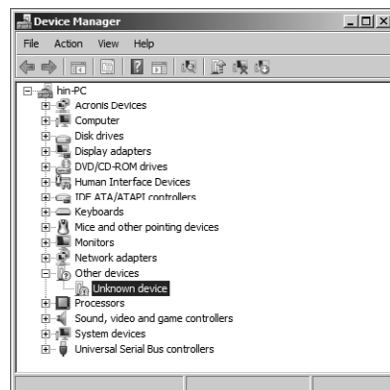 Device Manager
File Action View Help
hin-PC
Acronis Devices
Computer
Disk drives
Display adapters
DVD/CD-ROM drives
Human Interface Devices
IDE ATA/ATAPI controllers
Keyboards
Mice and other pointing devices
Monitors
Network adapters
Other devices
Unknown device
Processors
Sound, video and game controllers
System devices
Universal Serial Bus controllers